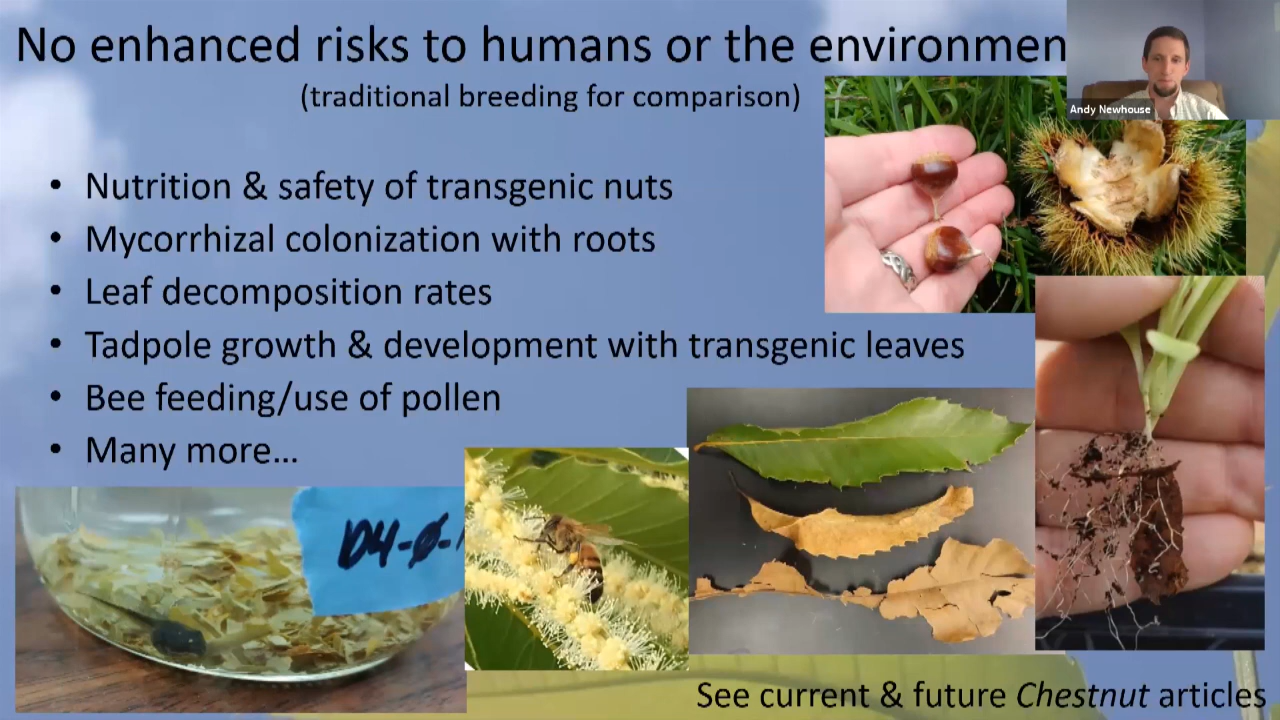 No enhanced risks to humans or the environmen
(traditional breeding for comparison)
Andy Newhouse
• Nutrition & safety of transgenic nuts
• Mycorrhizal colonization with roots
• Leaf decomposition rates
• Tadpole growth & development with transgenic leaves
• Bee feeding/use of pollen
• Many more…
D4-Ø-
See current & future Chestnut articles